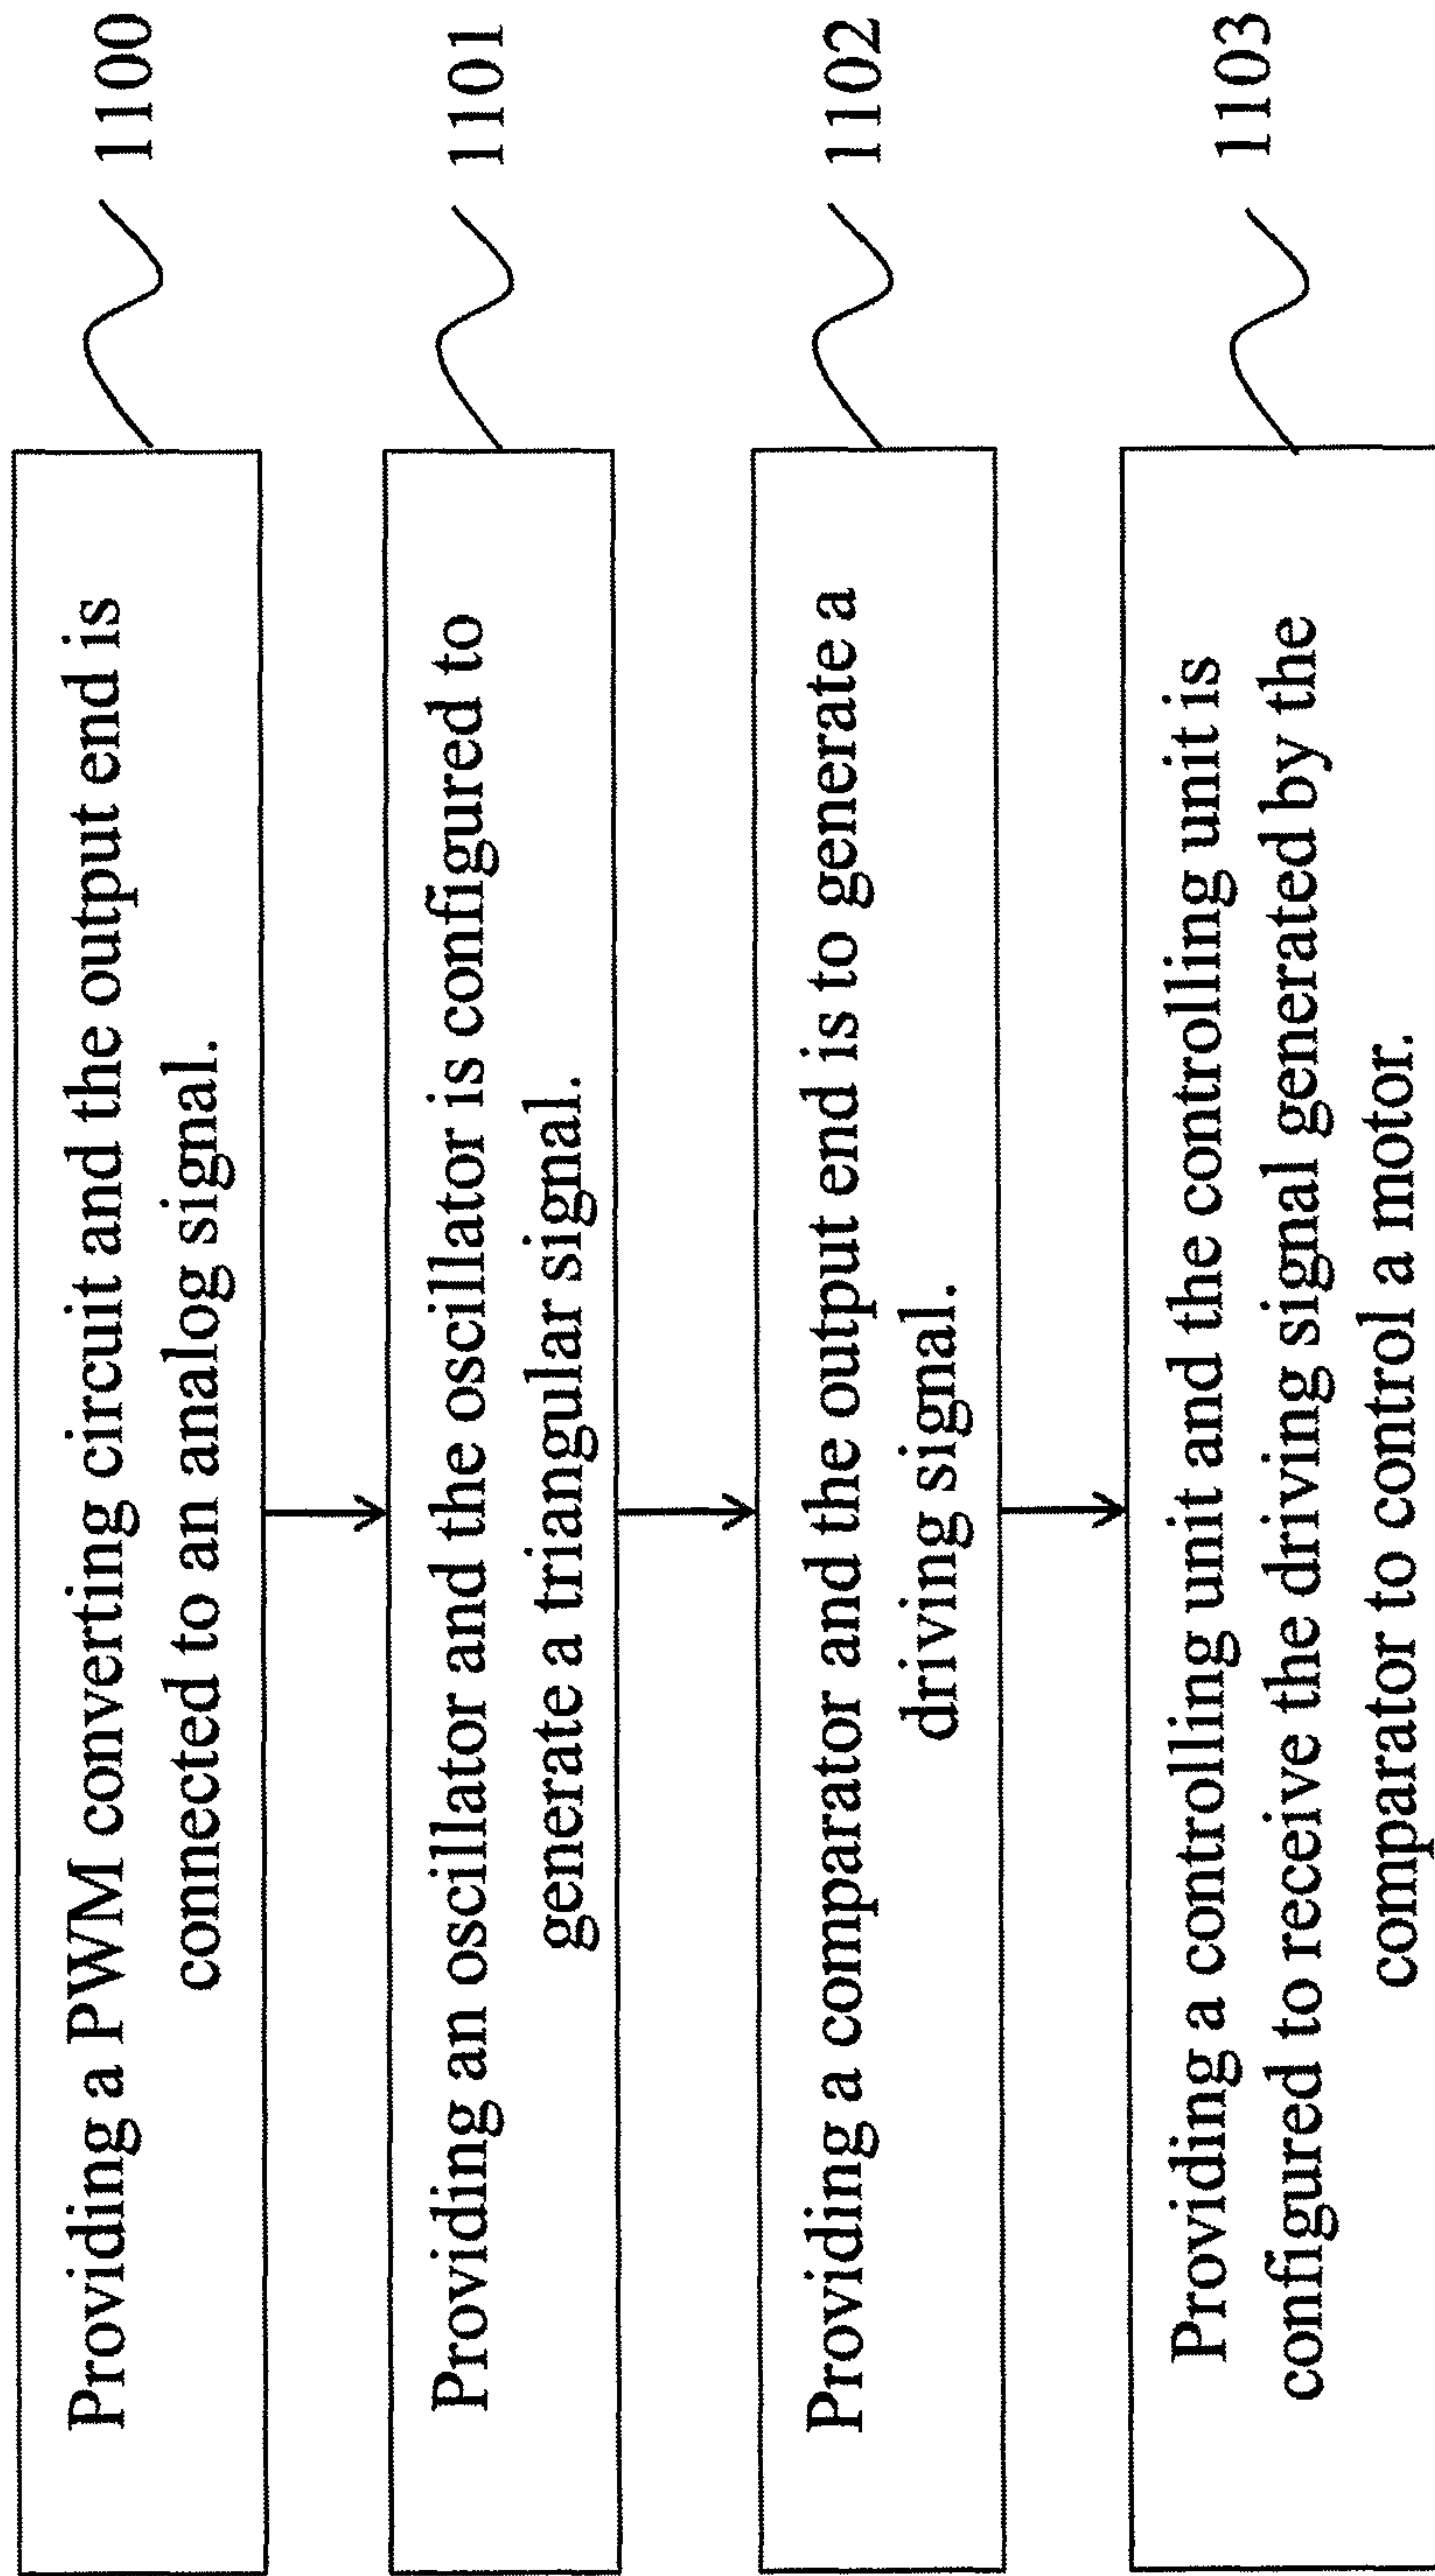 Providing a PWM converting circuit and the output end is
connected to an analog signal.
1100
Providing an oscillator and the oscillator is configured to
generate a triangular signal.
1101
Providing a comparator and the output end is to generate a
driving signal.
1102
Providing a controlling unit and the controlling unit is
configured to receive the driving signal generated by the
comparator to control a motor.
1103